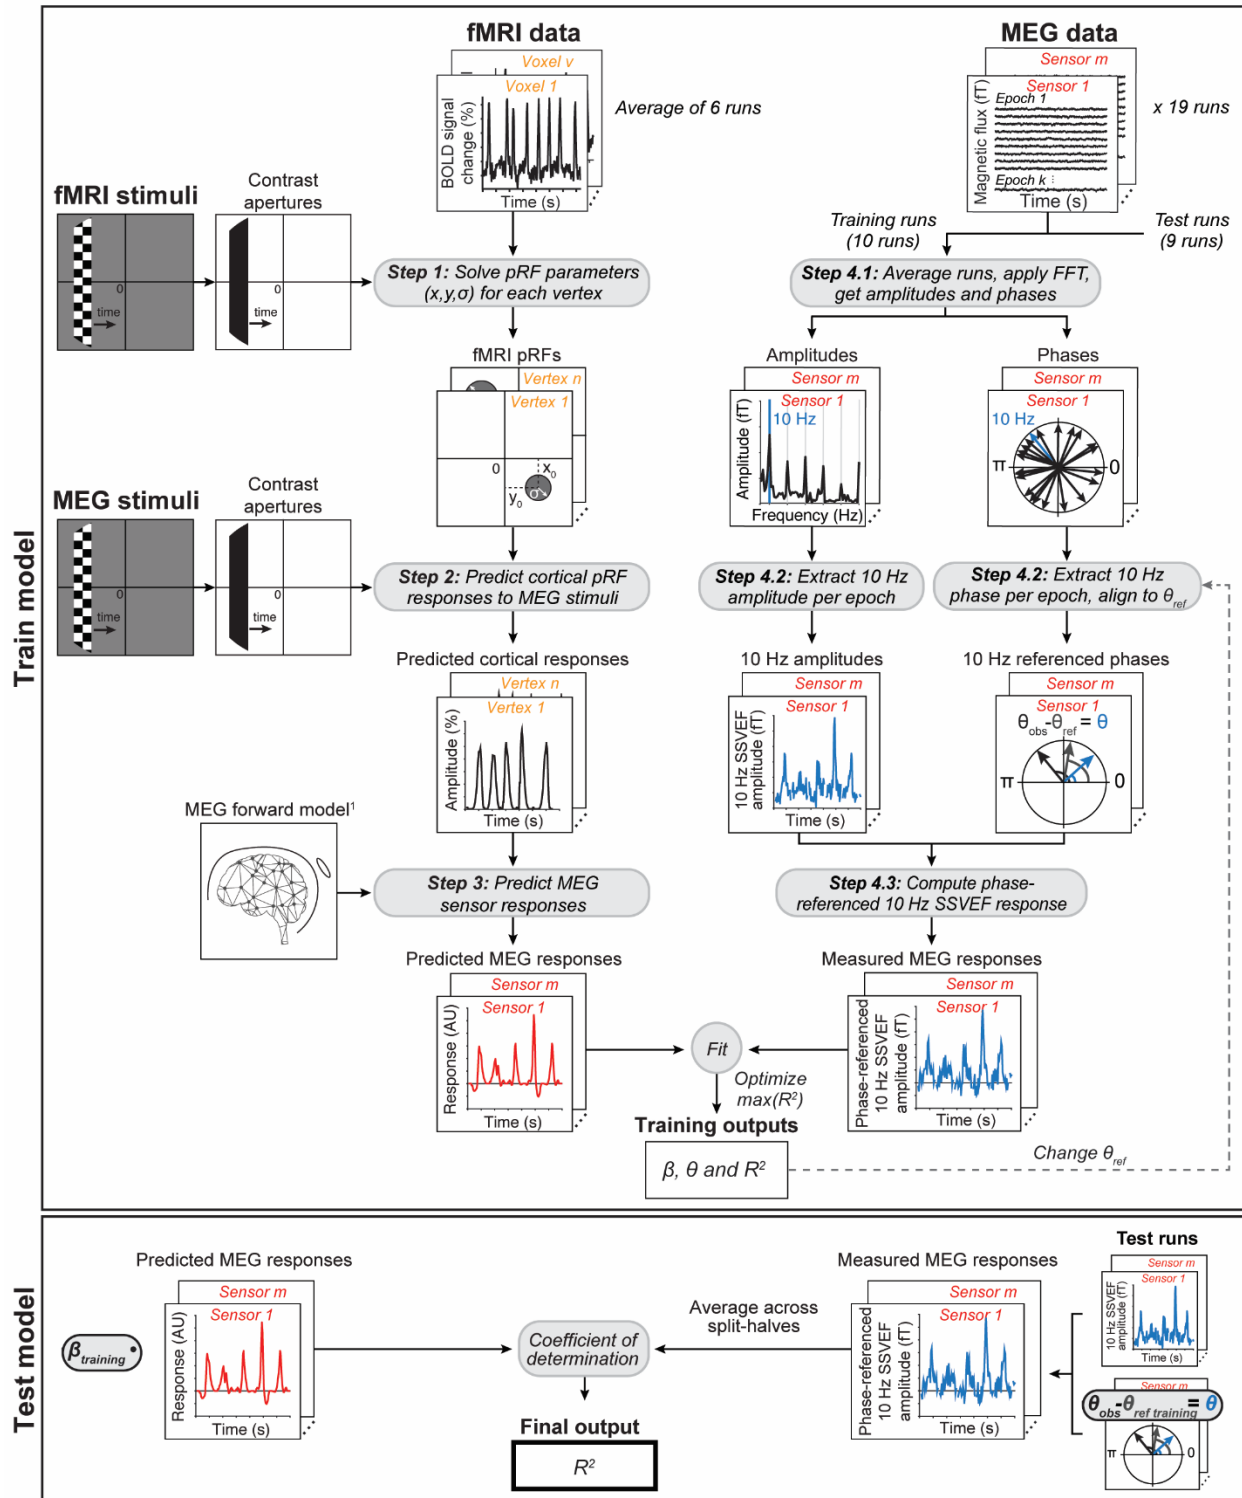 Train model
fMRI data
Voxel v
Voxel 1
BOLD signal
change (%)
Time (s)
Average of 6 runs
MEG data
Sensor m
Sensor 1
Epoch 1
Epoch k
Magnetic flux (fT)
Time (s)
x 19 runs
Training runs
(10 runs)
Test runs
(9 runs)
fMRI stimuli
0
time
Contrast
apertures
0
time
Step 1: Solve pRF parameters
(x,y,σ) for each vertex
Step 4.1: Average runs, apply FFT,
get amplitudes and phases
fMRI pRFs
Vertex n
Vertex 1
0
x0
y0
σ
Amplitudes
Sensor m
Sensor 1
10 Hz
Amplitude (fT)
Frequency (Hz)
Phases
Sensor m
Sensor 1
10 Hz
π
0
MEG stimuli
0
time
Contrast
apertures
0
time
Step 2: Predict cortical pRF
responses to MEG stimuli
Step 4.2: Extract 10 Hz
amplitude per epoch
Step 4.2: Extract 10 Hz
phase per epoch, align to θref
Predicted cortical responses
Vertex n
Vertex 1
Amplitude (%)
Time (s)
10 Hz amplitudes
Sensor m
Sensor 1
10 Hz SSVEF
amplitude (fT)
Time (s)
10 Hz referenced phases
Sensor m
Sensor 1
θobs-θref = θ
π
0
MEG forward model1
Step 3: Predict MEG
sensor responses
Step 4.3: Compute phase-
referenced 10 Hz SSVEF response
Predicted MEG responses
Sensor m
Sensor 1
Response (AU)
Time (s)
Fit
Optimize
max(R²)
Measured MEG responses
Sensor m
Sensor 1
Phase-referenced
10 Hz SSVEF
amplitude (fT)
Time (s)
Training outputs
β, θ and R²
Change θref
Test model
βtraining
Predicted MEG responses
Sensor m
Sensor 1
Response (AU)
Time (s)
Coefficient of
determination
Average across
split-halves
Measured MEG responses
Sensor m
Sensor 1
Phase-referenced
10 Hz SSVEF
amplitude (fT)
Time (s)
Test runs
Sensor m
Sensor 1
10 Hz SSVEF
amplitude (fT)
Time (s)
Sensor m
θobs-θref training = θ
π
0
Final output
R²